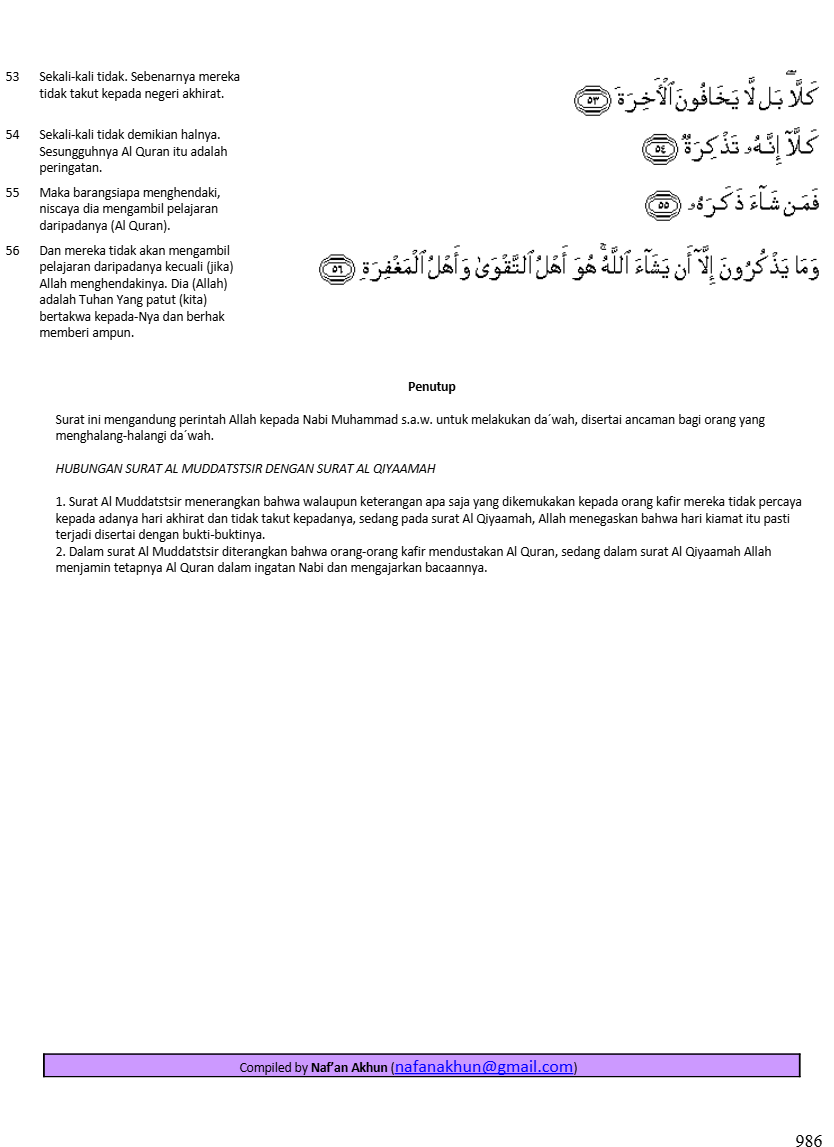 53 Sekali-kali tidak. Sebenarnya mereka
tidak takut kepada negeri akhirat.
كَلَّا ۖ بَل لَّا يَخَافُونَ ٱلْآخِرَةَ ٥٣
54 Sekali-kali tidak demikian halnya.
Sesungguhnya Al Quran itu adalah
peringatan.
كَلَّآ إِنَّهُۥ تَذْكِرَةٌ ٥٤
55 Maka barangsiapa menghendaki,
niscaya dia mengambil pelajaran
daripadanya (Al Quran).
فَمَن شَآءَ ذَكَرَهُۥ ٥٥
56 Dan mereka tidak akan mengambil
pelajaran daripadanya kecuali (jika)
Allah menghendakinya. Dia (Allah)
adalah Tuhan Yang patut (kita)
bertakwa kepada-Nya dan berhak
memberi ampun.
وَمَا يَذْكُرُونَ إِلَّآ أَن يَشَآءَ ٱللَّهُ ۚ هُوَ أَهْلُ ٱلتَّقْوَىٰ وَأَهْلُ ٱلْمَغْفِرَةِ ٥٦
Penutup
Surat ini mengandung perintah Allah kepada Nabi Muhammad s.a.w. untuk melakukan da´wah, disertai ancaman bagi orang yang
menghalang-halangi da´wah.
HUBUNGAN SURAT AL MUDDATSTSIR DENGAN SURAT AL QIYAAMAH
1. Surat Al Muddatstsir menerangkan bahwa walaupun keterangan apa saja yang dikemukakan kepada orang kafir mereka tidak percaya
kepada adanya hari akhirat dan tidak takut kepadanya, sedang pada surat Al Qiyaamah, Allah menegaskan bahwa hari kiamat itu pasti
terjadi disertai dengan bukti-buktinya.
2. Dalam surat Al Muddatstsir diterangkan bahwa orang-orang kafir mendustakan Al Quran, sedang dalam surat Al Qiyaamah Allah
menjamin tetapnya Al Quran dalam ingatan Nabi dan mengajarkan bacaannya.
Compiled by Naf’an Akhun (nafanakhun@gmail.com)
986